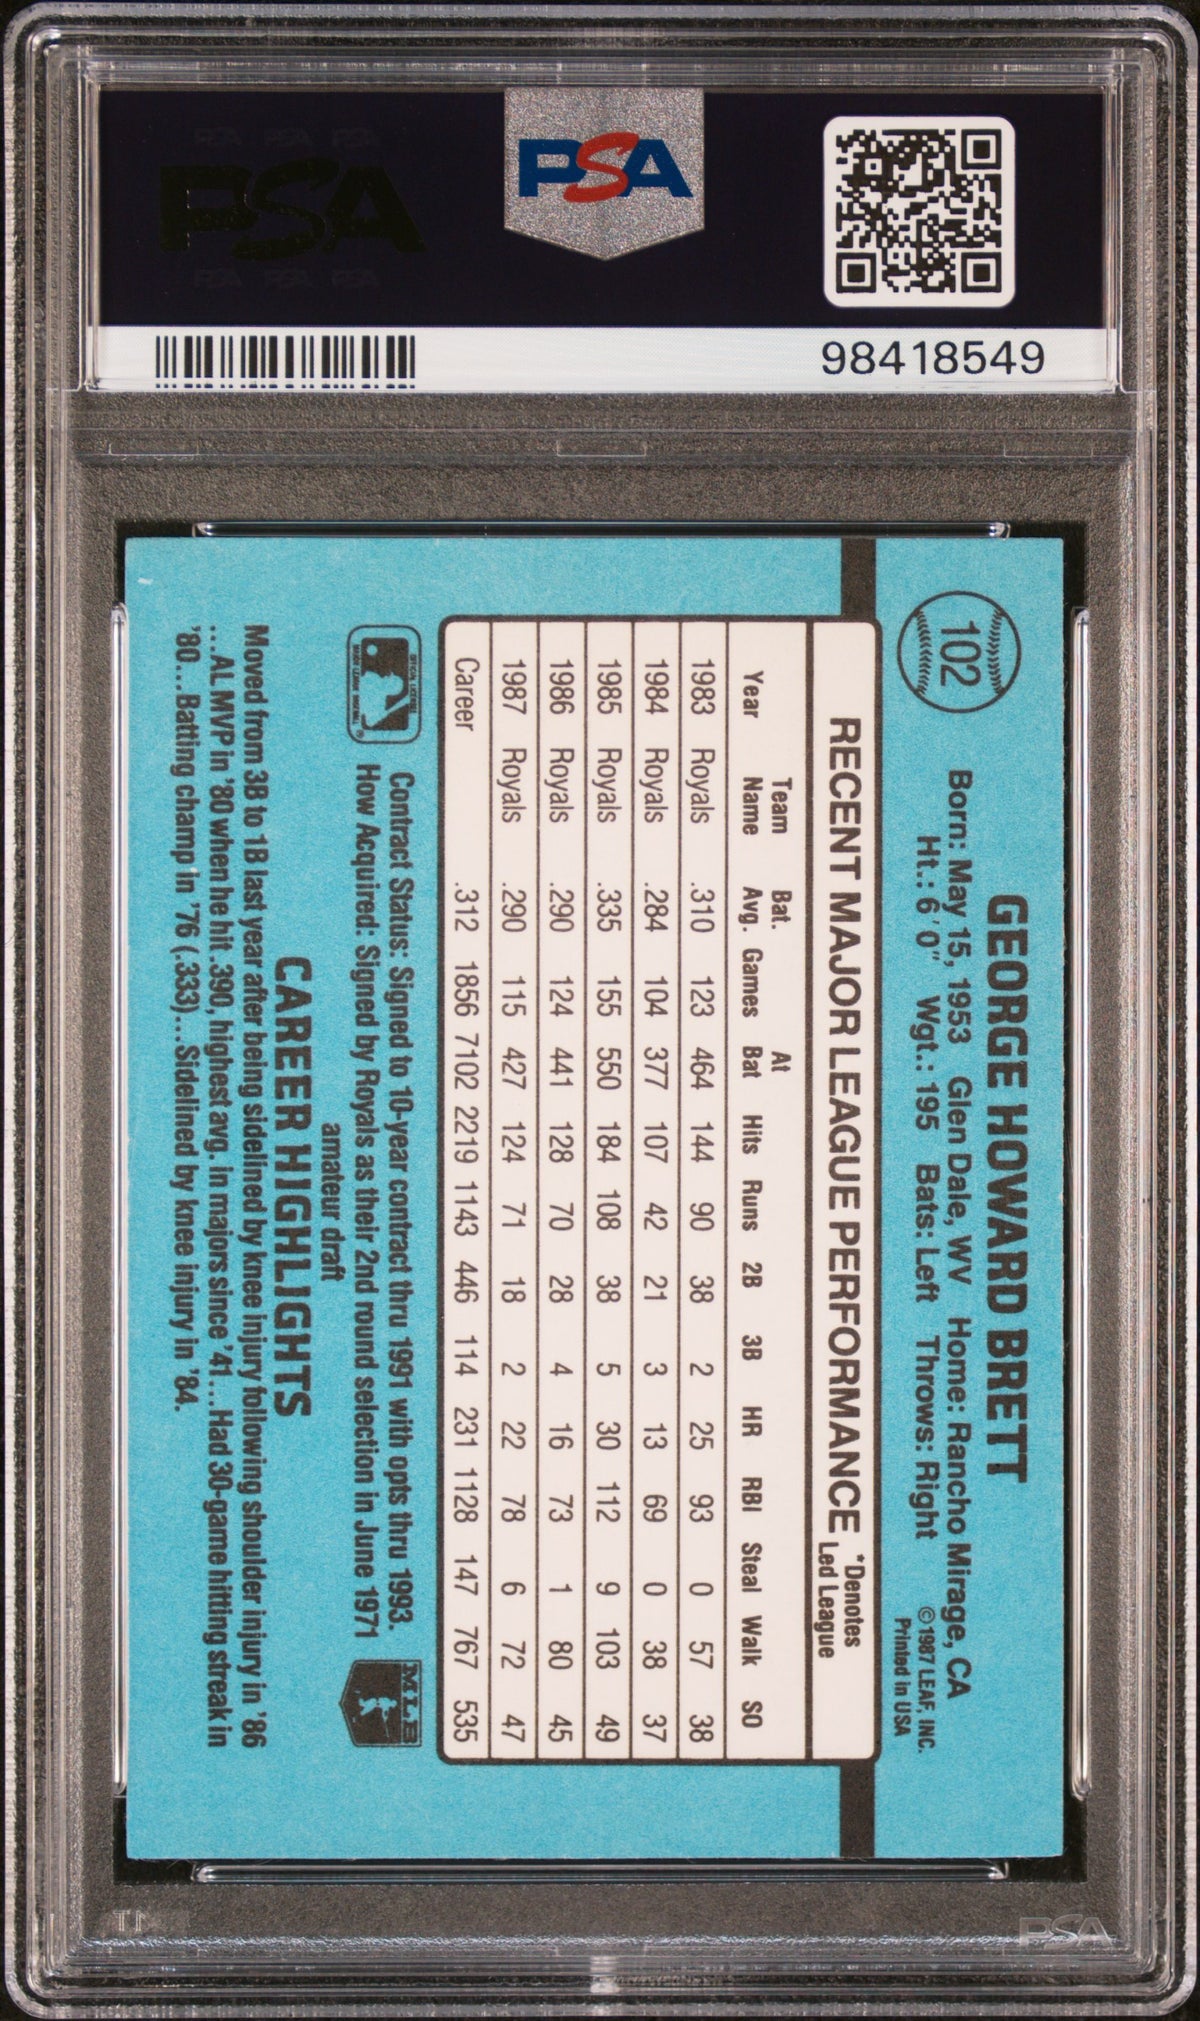 PSA
PSA
98418549
102
GEORGE HOWARD BRETT
Born: May 15, 1953 Glen Dale, WV Home: Rancho Mirage, CA
Ht.: 6'0" Wgt.: 195 Bats: Left Throws: Right
©1987 LEAF, INC.
Printed in USA
RECENT MAJOR LEAGUE PERFORMANCE *Denotes Led League
Year Team Name Bat. Avg. Games At Bat Hits Runs 2B 3B HR RBI Steal Walk SO
1983 Royals .310 123 464 144 90 38 2 25 93 0 57 38
1984 Royals .284 104 377 107 42 21 3 13 69 0 38 37
1985 Royals .335 155 550 184 108 38 5 30 112 9 103 49
1986 Royals .290 124 441 128 70 28 4 16 73 1 80 45
1987 Royals .290 115 427 124 71 18 2 22 78 6 72 47
Career .312 1856 7102 2219 1143 446 114 231 1128 147 767 535
Contract Status: Signed to 10-year contract thru 1991 with opts thru 1993.
How Acquired: Signed by Royals as their 2nd round selection in June 1971
amateur draft
MLB
CAREER HIGHLIGHTS
Moved from 3B to 1B last year after being sidelined by knee injury following shoulder injury in '86
...AL MVP in '80 when he hit .390, highest avg. in majors since '41...Had 30-game hitting streak in
'80...Batting champ in '76 (.333)...Sidelined by knee injury in '84.
PSA